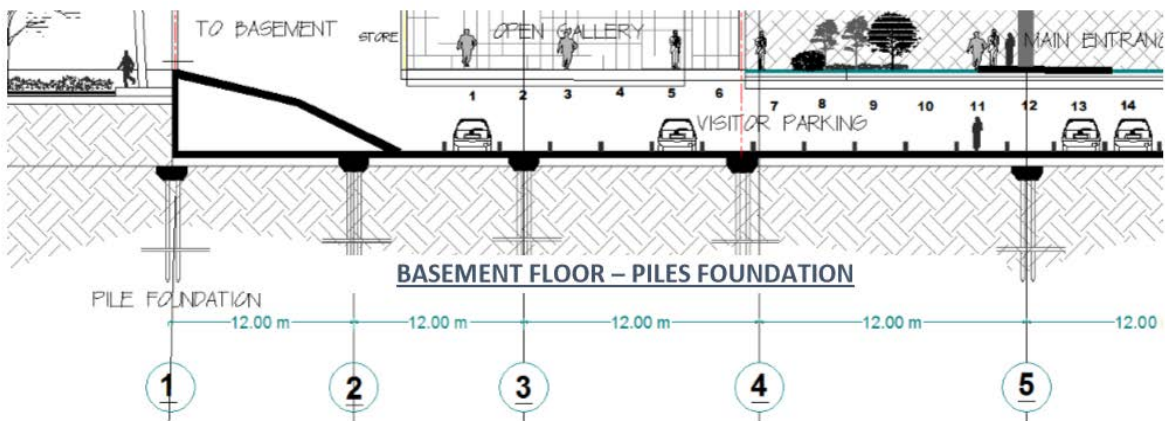 TO BASEMENT
STORE
OPEN GALLERY
MAIN ENTRANC
1 2 3 4 5 6 7 8 9 10 11 12 13 14
VISITOR PARKING
BASEMENT FLOOR – PILES FOUNDATION
PILE FOUNDATION
12.00 m 12.00 m 12.00 m 12.00 m 12.00
1 2 3 4 5